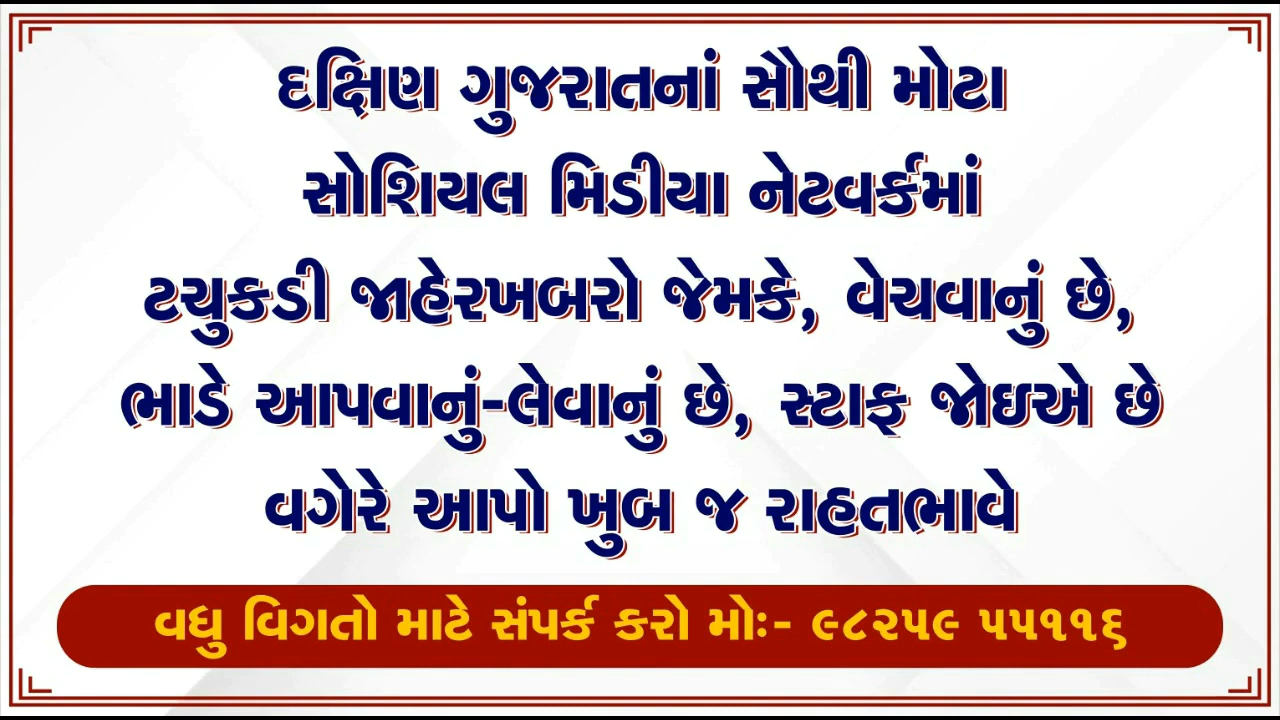 દક્ષિણ ગુજરાતનાં સૌથી મોટા
સોશિયલ મિડીયા નેટવર્કમાં
ટચુકડી જાહેરખબરો જેમકે, વેચવાનું છે,
ભાડે આપવાનું-લેવાનું છે, સ્ટાફ જોઇએ છે
વગેરે આપો ખુબ જ રાહતભાવે
વધુ વિગતો માટે સંપર્ક કરો મોઃ- ૯૮૨૫૯ ૫૫૧૧૬